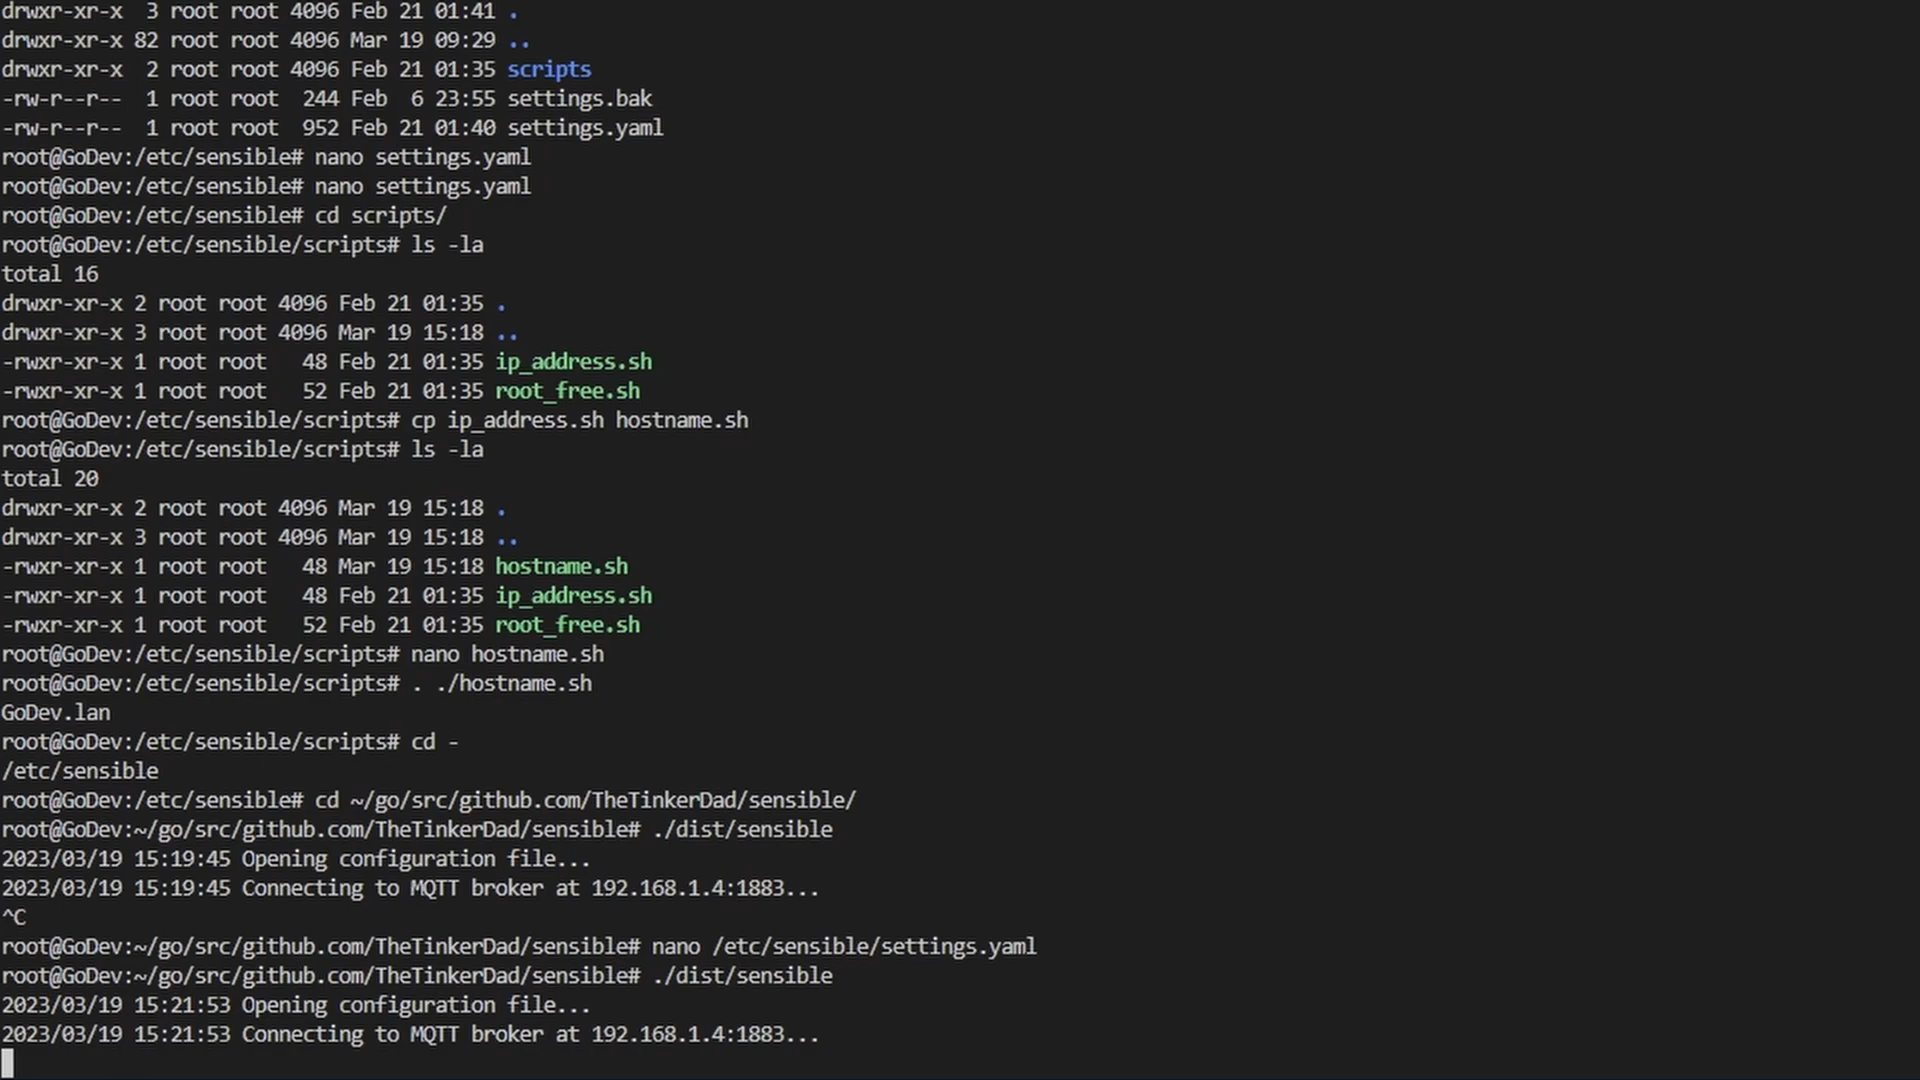 drwxr-xr-x  3 root root 4096 Feb 21 01:41 .
drwxr-xr-x 82 root root 4096 Mar 19 09:29 ..
drwxr-xr-x  2 root root 4096 Feb 21 01:35 scripts
-rw-r--r--  1 root root  244 Feb  6 23:55 settings.bak
-rw-r--r--  1 root root  952 Feb 21 01:40 settings.yaml
root@GoDev:/etc/sensible# nano settings.yaml
root@GoDev:/etc/sensible# nano settings.yaml
root@GoDev:/etc/sensible# cd scripts/
root@GoDev:/etc/sensible/scripts# ls -la
total 16
drwxr-xr-x 2 root root 4096 Feb 21 01:35 .
drwxr-xr-x 3 root root 4096 Mar 19 15:18 ..
-rwxr-xr-x 1 root root   48 Feb 21 01:35 ip_address.sh
-rwxr-xr-x 1 root root   52 Feb 21 01:35 root_free.sh
root@GoDev:/etc/sensible/scripts# cp ip_address.sh hostname.sh
root@GoDev:/etc/sensible/scripts# ls -la
total 20
drwxr-xr-x 2 root root 4096 Mar 19 15:18 .
drwxr-xr-x 3 root root 4096 Mar 19 15:18 ..
-rwxr-xr-x 1 root root   48 Mar 19 15:18 hostname.sh
-rwxr-xr-x 1 root root   48 Feb 21 01:35 ip_address.sh
-rwxr-xr-x 1 root root   52 Feb 21 01:35 root_free.sh
root@GoDev:/etc/sensible/scripts# nano hostname.sh
root@GoDev:/etc/sensible/scripts# . ./hostname.sh
GoDev.lan
root@GoDev:/etc/sensible/scripts# cd -
/etc/sensible
root@GoDev:/etc/sensible# cd ~/go/src/github.com/TheTinkerDad/sensible/
root@GoDev:~/go/src/github.com/TheTinkerDad/sensible# ./dist/sensible
2023/03/19 15:19:45 Opening configuration file...
2023/03/19 15:19:45 Connecting to MQTT broker at 192.168.1.4:1883...
^C
root@GoDev:~/go/src/github.com/TheTinkerDad/sensible# nano /etc/sensible/settings.yaml
root@GoDev:~/go/src/github.com/TheTinkerDad/sensible# ./dist/sensible
2023/03/19 15:21:53 Opening configuration file...
2023/03/19 15:21:53 Connecting to MQTT broker at 192.168.1.4:1883...